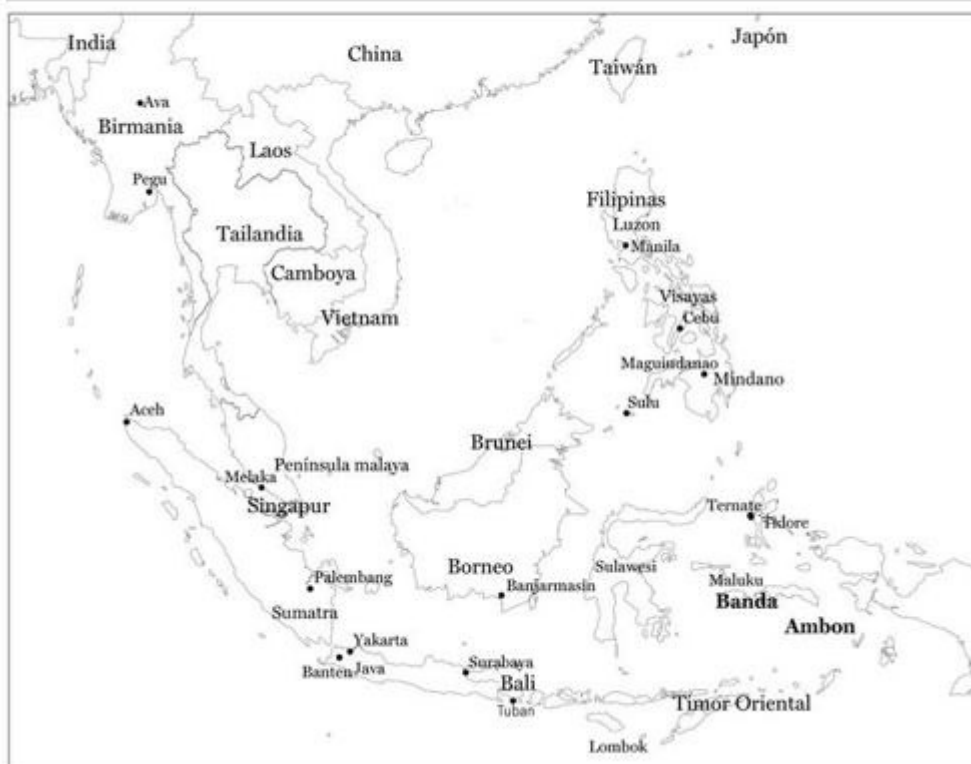 India
China
Japón
Taiwán
Ava
Birmania
Laos
Pegu
Filipinas
Luzon
Tailandia
Manila
Camboya
Visayas
Vietnam
Cebu
Maguindanao
Mindano
Sulu
Aceh
Brunei
Península malaya
Melaka
Singapur
Ternate
Tidore
Borneo
Sulawesi
Palembang
Banjarmasin
Maluku
Banda
Sumatra
Ambon
Yakarta
Banten
Java
Surabaya
Bali
Timor Oriental
Tuban
Lombok